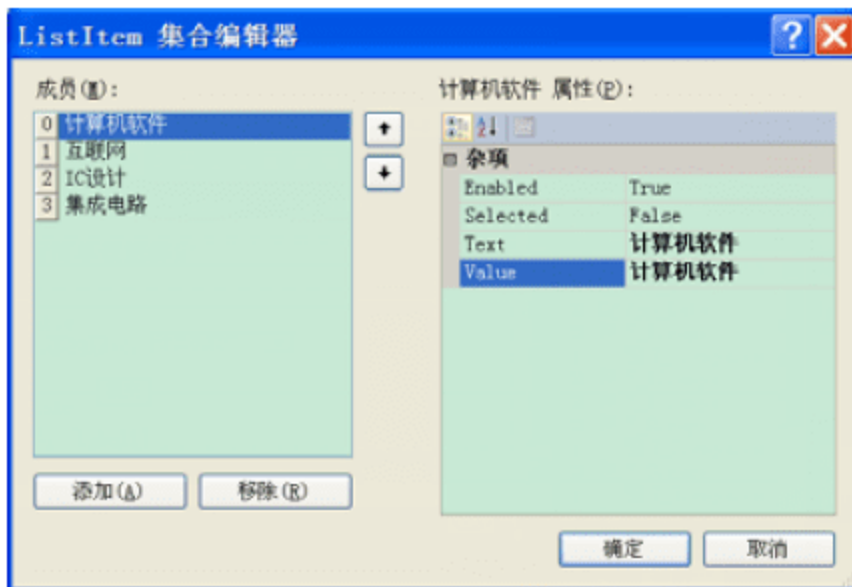 ListItem 集合编辑器
成员(M):
0 计算机软件
1 互联网
2 IC设计
3 集成电路
添加(A)
移除(R)
计算机软件 属性(P):
杂项
Enabled True
Selected False
Text 计算机软件
Value 计算机软件
确定
取消